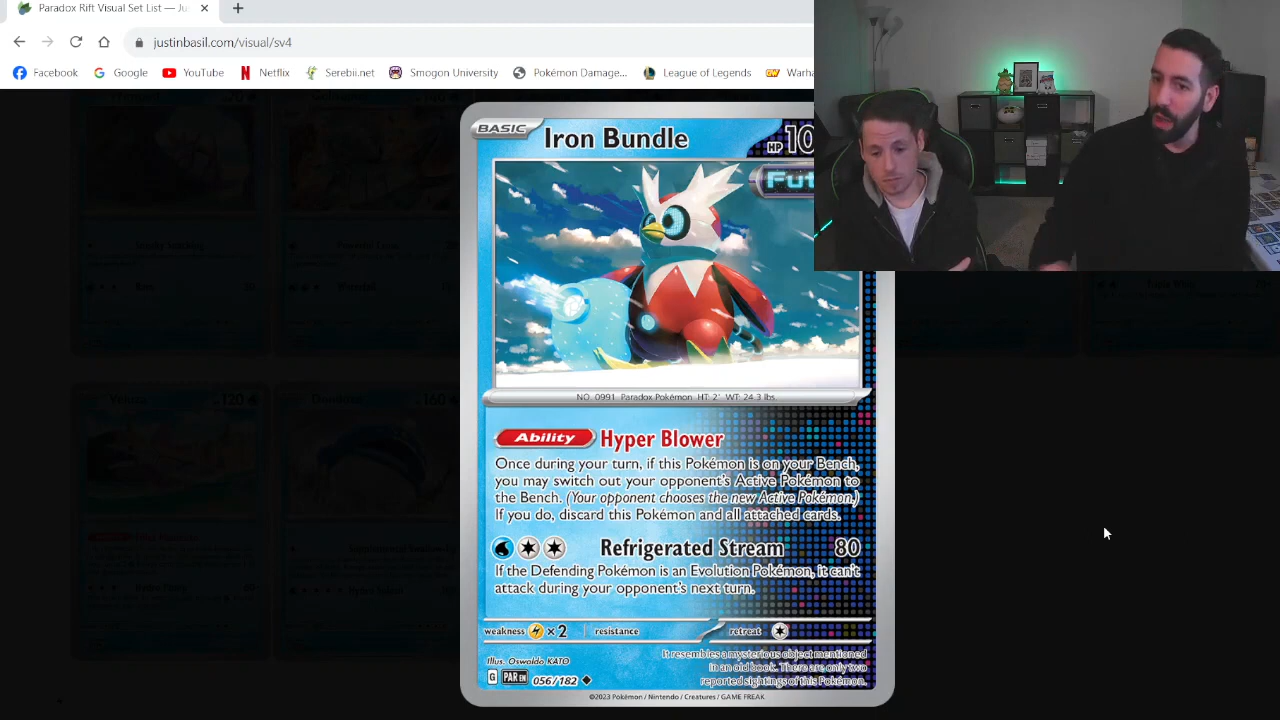 Paradox Rift Visual Set List — Ju
justinbasil.com/visual/sv4
Facebook Google YouTube Netflix Serebii.net Smogon University Pokémon Damage... League of Legends Warha
BASIC Iron Bundle HP 10
Fut
NO. 0991 Paradox Pokémon HT: 2' WT: 24.3 lbs.
Ability Hyper Blower
Once during your turn, if this Pokémon is on your Bench,
you may switch out your opponent's Active Pokémon to
the Bench. (Your opponent chooses the new Active Pokémon.)
If you do, discard this Pokémon and all attached cards.
Refrigerated Stream 80
If the Defending Pokémon is an Evolution Pokémon, it can't
attack during your opponent's next turn.
weakness ×2 resistance retreat
Illus. Oswaldo KATO
G PAR EN 056/182
It resembles a mysterious object mentioned
in an old book. There are only two
reported sightings of this Pokémon.
©2023 Pokémon / Nintendo / Creatures / GAME FREAK.